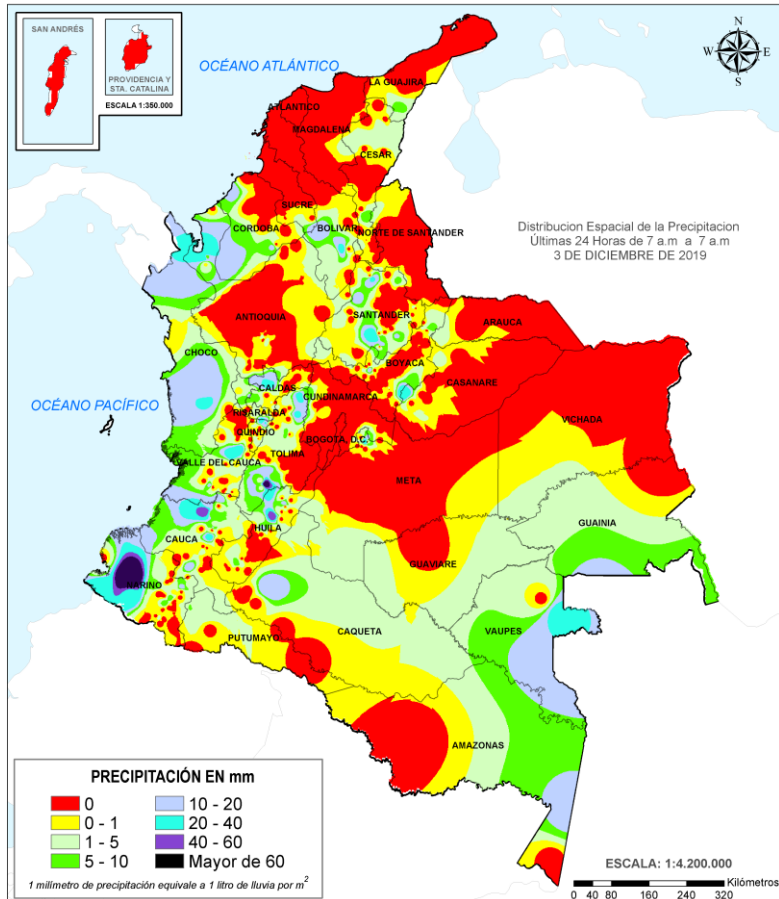 SAN ANDRÉS
PROVIDENCIA Y
STA. CATALINA
ESCALA 1:350.000
OCÉANO ATLÁNTICO
N
W
E
S
LA GUAJIRA
ATLANTICO
MAGDALENA
CESAR
SUCRE
CORDOBA
BOLIVAR
NORTE DE SANTANDER
Distribucion Espacial de la Precipitacion
Últimas 24 Horas de 7 a.m a 7 a.m
3 DE DICIEMBRE DE 2019
ANTIOQUIA
SANTANDER
ARAUCA
CHOCO
BOYACA
CASANARE
CALDAS
CUNDINAMARCA
OCÉANO PACÍFICO
RISARALDA
VICHADA
QUINDIO
BOGOTA, D.C.
TOLIMA
VALLE DEL CAUCA
META
GUAINIA
HUILA
CAUCA
GUAVIARE
NARIÑO
CAQUETA
VAUPES
PUTUMAYO
AMAZONAS
PRECIPITACIÓN EN mm
0
10 - 20
0 - 1
20 - 40
1 - 5
40 - 60
5 - 10
Mayor de 60
1 milímetro de precipitación equivale a 1 litro de lluvia por m²
ESCALA: 1:4.200.000
Kilómetros
0 40 80 160 240 320